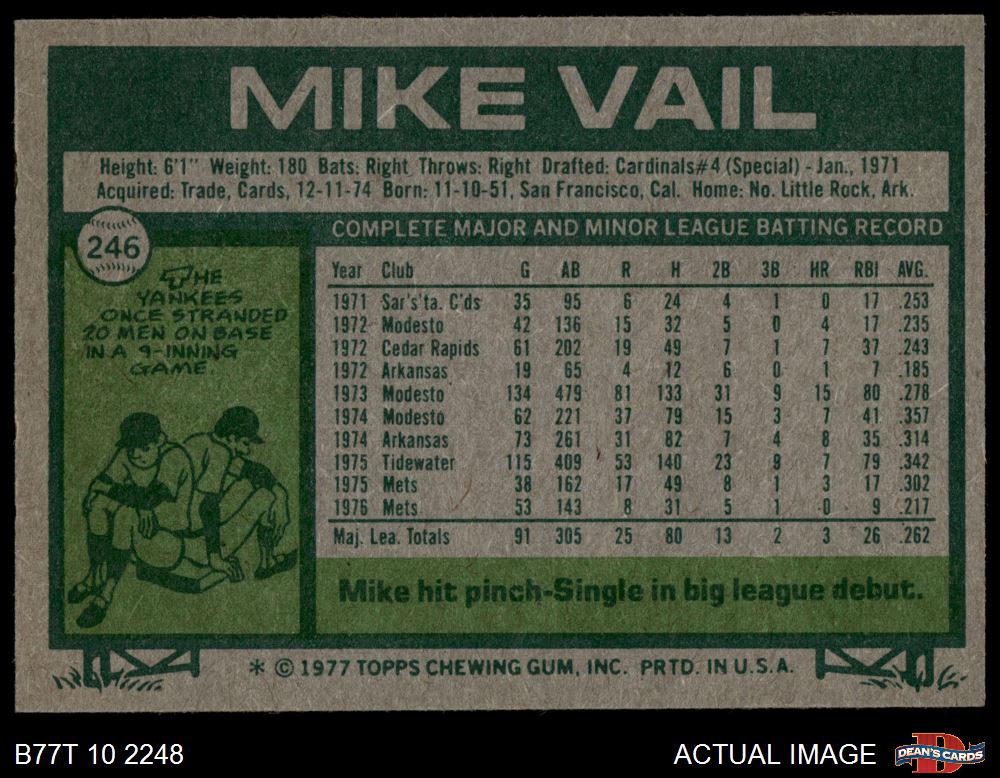 MIKE VAIL
Height: 6'1" Weight: 180 Bats: Right Throws: Right Drafted: Cardinals#4 (Special) - Jan., 1971
Acquired: Trade, Cards, 12-11-74 Born: 11-10-51, San Francisco, Cal. Home: No. Little Rock, Ark.
246
THE
YANKEES
ONCE STRANDED
20 MEN ON BASE
IN A 9-INNING
GAME.
COMPLETE MAJOR AND MINOR LEAGUE BATTING RECORD
Year Club G AB R H 2B 3B HR RBI AVG.
1971 Sar's'ta. C'ds 35 95 6 24 4 1 0 17 .253
1972 Modesto 42 136 15 32 5 0 4 17 .235
1972 Cedar Rapids 61 202 19 49 7 1 7 37 .243
1972 Arkansas 19 65 4 12 6 0 1 7 .185
1973 Modesto 134 479 81 133 31 9 15 80 .278
1974 Modesto 62 221 37 79 15 3 7 41 .357
1974 Arkansas 73 261 31 82 7 4 8 35 .314
1975 Tidewater 115 409 53 140 23 9 7 79 .342
1975 Mets 38 162 17 49 8 1 3 17 .302
1976 Mets 53 143 8 31 5 1 0 9 .217
Maj. Lea. Totals 91 305 25 80 13 2 3 26 .262
Mike hit pinch-Single in big league debut.
* © 1977 TOPPS CHEWING GUM, INC. PRTD. IN U.S.A.
B77T 10 2248
ACTUAL IMAGE
DEAN'S CARDS